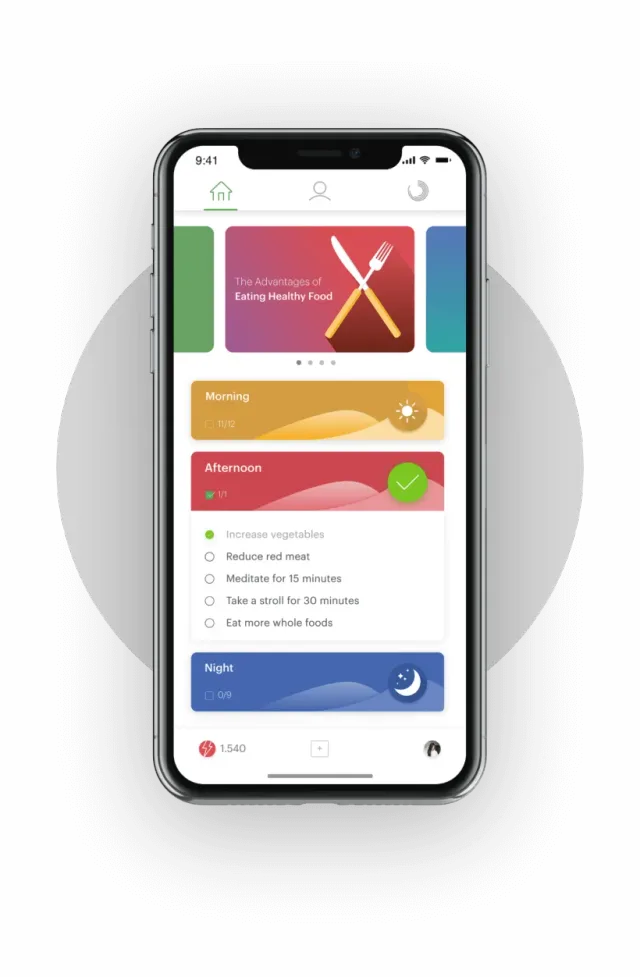 9:41
The Advantages of
Eating Healthy Food
Morning
11/12
Afternoon
1/1
Increase vegetables
Reduce red meat
Meditate for 15 minutes
Take a stroll for 30 minutes
Eat more whole foods
Night
0/9
1.540